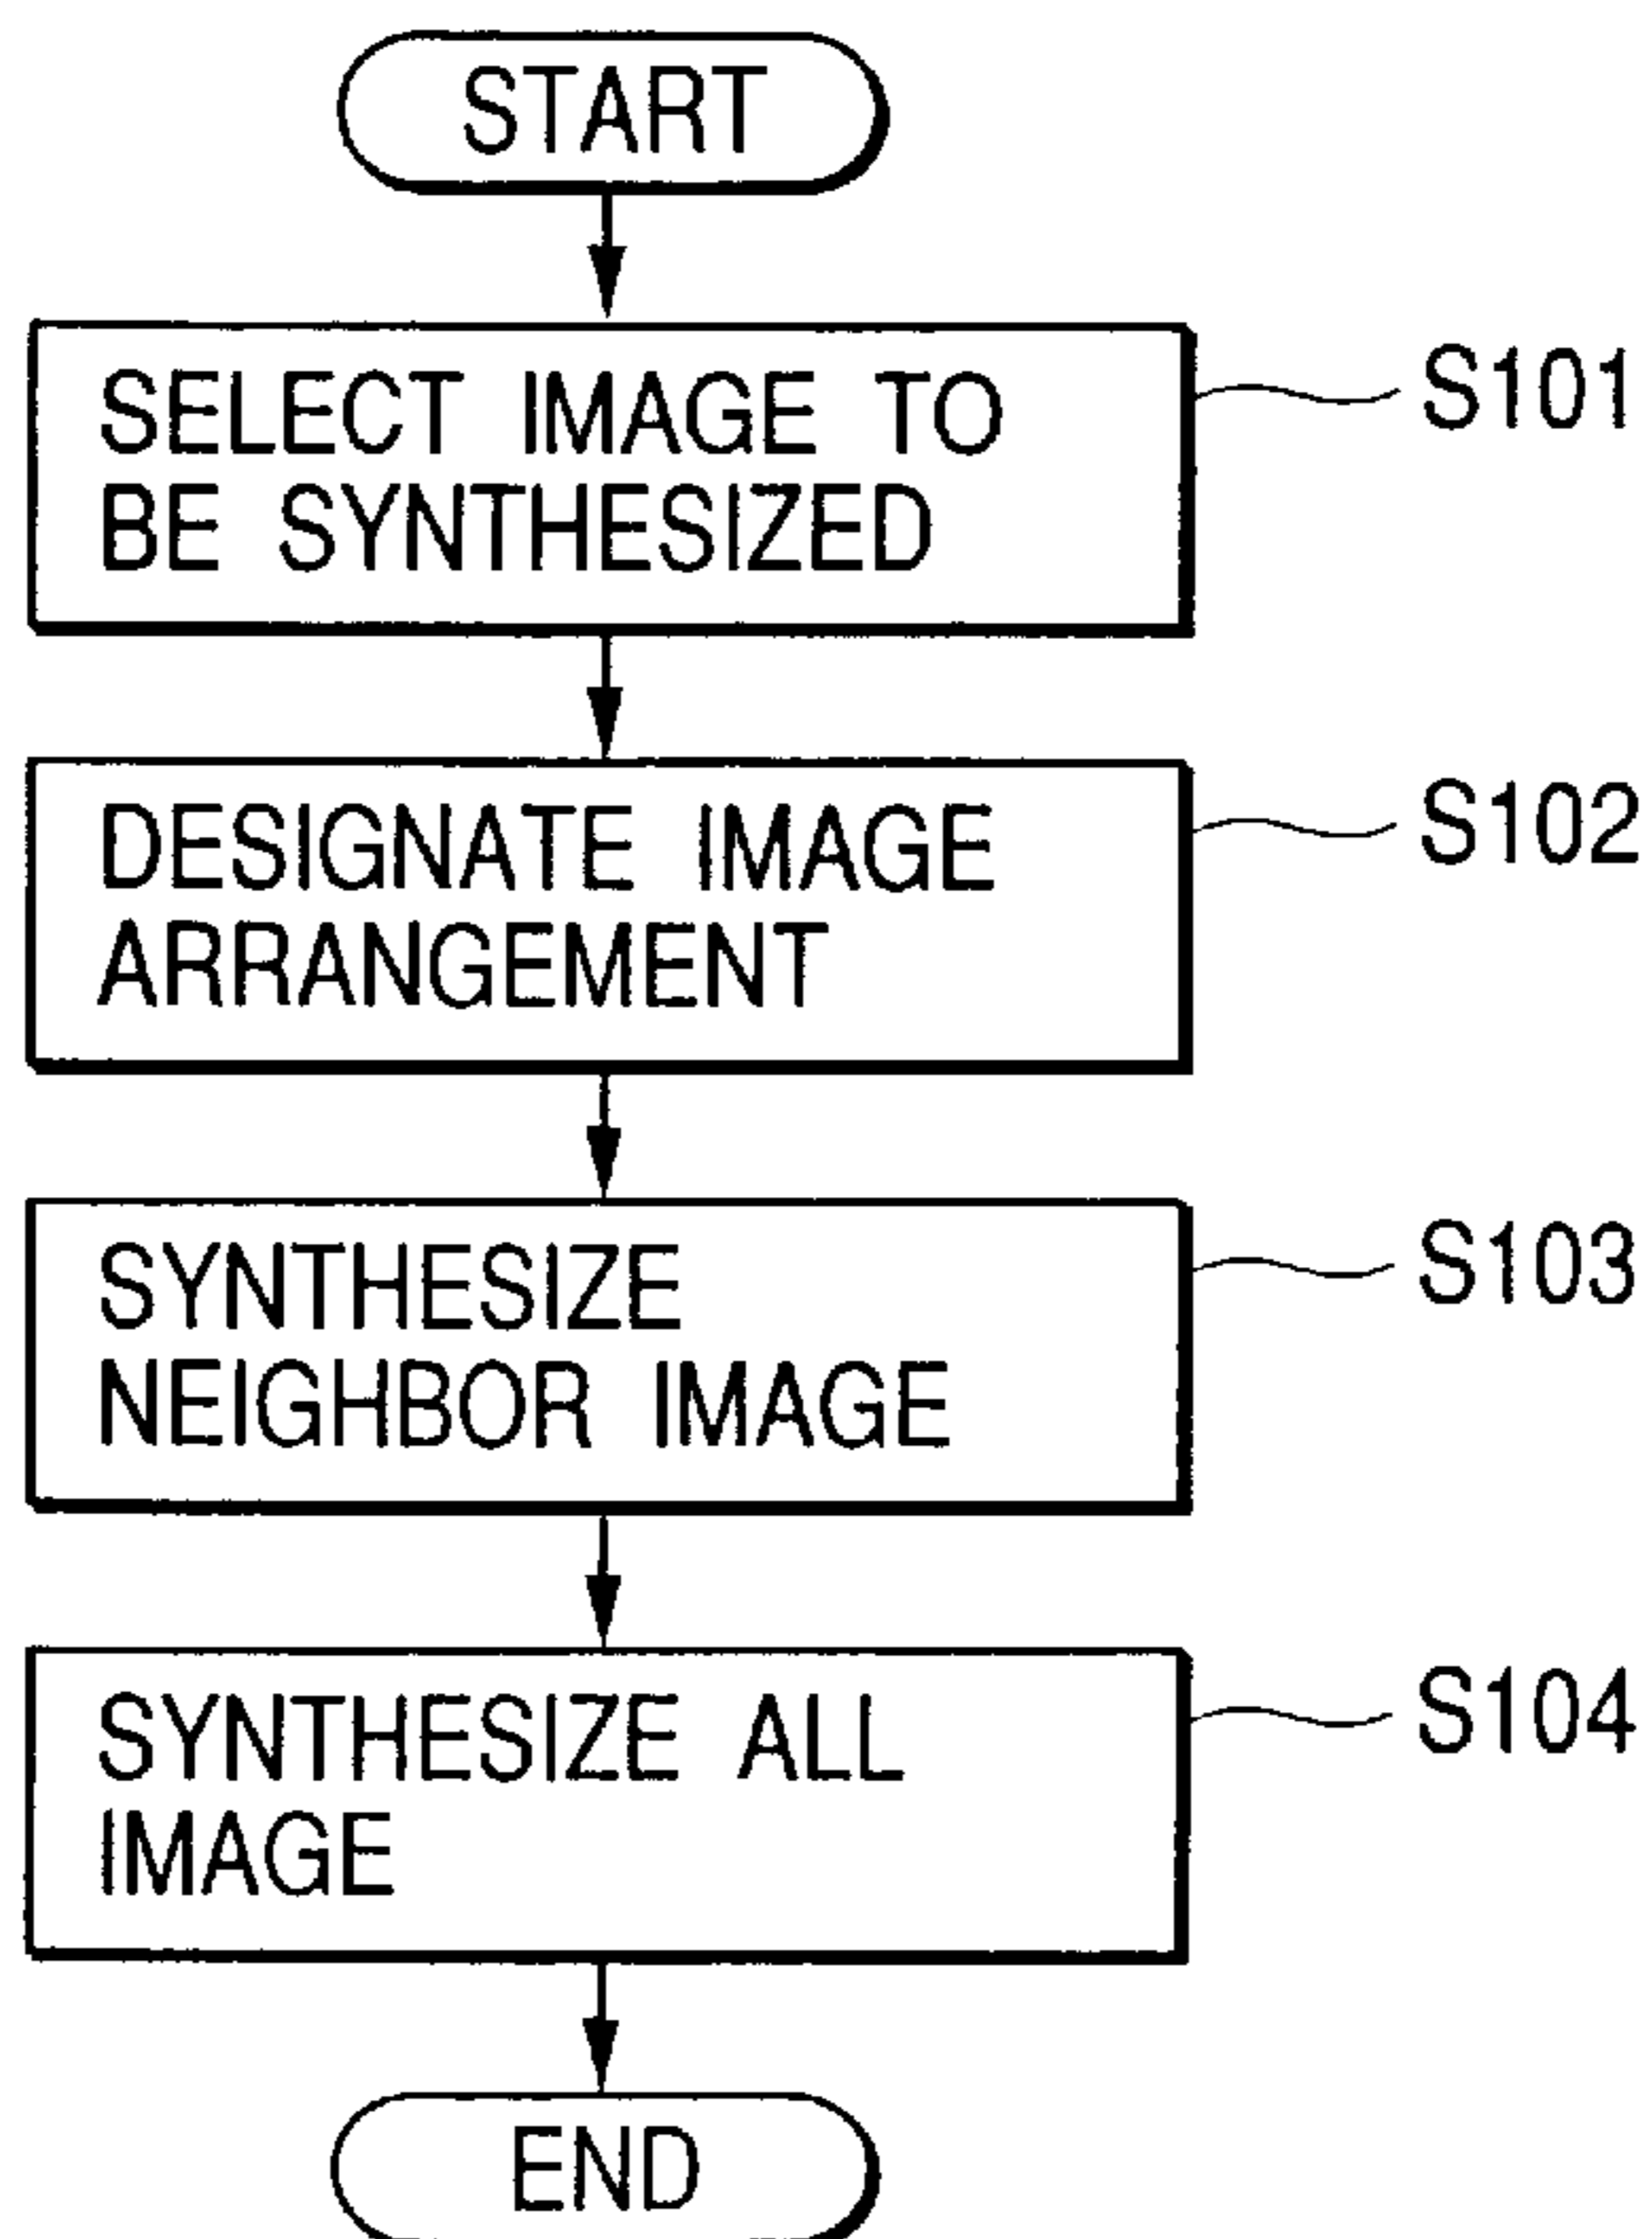 START
SELECT IMAGE TO
BE SYNTHESIZED
S101
DESIGNATE IMAGE
ARRANGEMENT
S102
SYNTHESIZE
NEIGHBOR IMAGE
S103
SYNTHESIZE ALL
IMAGE
S104
END